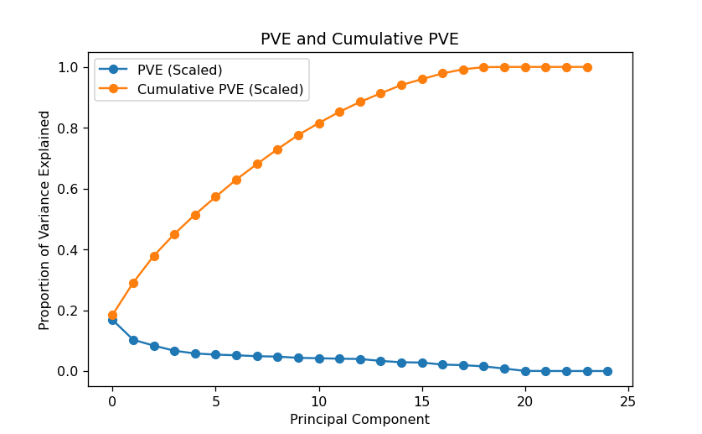 PVE and Cumulative PVE
PVE (Scaled)
Cumulative PVE (Scaled)
Proportion of Variance Explained
1.0
0.8
0.6
0.4
0.2
0.0
0 5 10 15 20 25
Principal Component